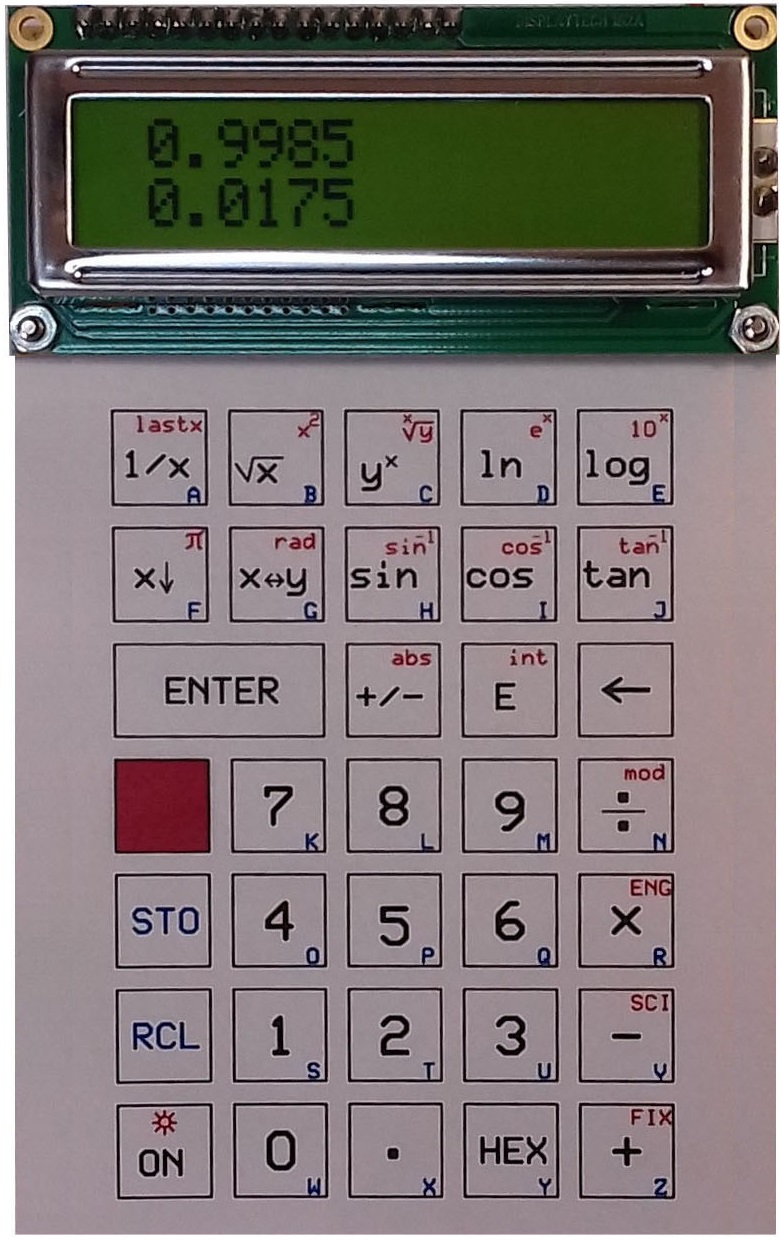 DISPLAYTECH 162A
0.9985
0.0175
lastx x² ˣ√y eˣ 10ˣ
1/x √x yˣ ln log
A B C D E
π rad sin⁻¹ cos⁻¹ tan⁻¹
x↓ x↔y sin cos tan
F G H I J
abs int
ENTER +/- E ←
mod
7 8 9 ÷
K L M N
ENG
STO 4 5 6 ×
O P Q R
SCI
RCL 1 2 3 −
S T U V
FIX
ON 0 . HEX +
W X Y Z